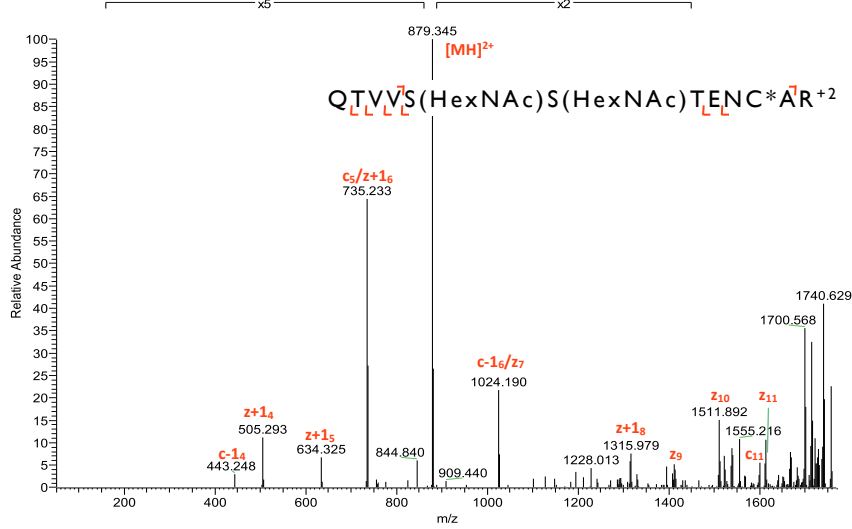 x5 x2
879.345
[MH]2+
QTVVS(HexNAc)S(HexNAc)TENC*AR+2
c5/z+16
735.233
1740.629
1700.568
c-16/z7
1024.190
z+14
505.293
z+15
634.325
c-14
443.248
844.840
909.440
z+18
1315.979
1228.013
z9
z10
1511.892
z11
1555.216
c11
Relative Abundance
100
95
90
85
80
75
70
65
60
55
50
45
40
35
30
25
20
15
10
5
0
200 400 600 800 1000 1200 1400 1600
m/z